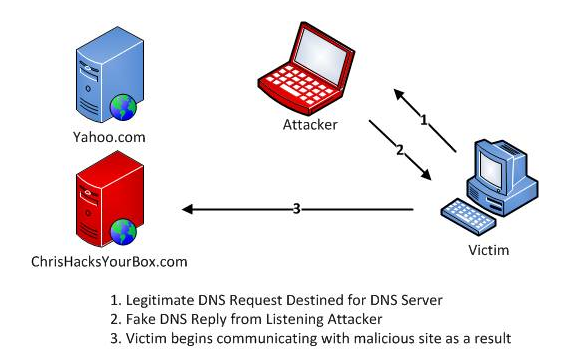 Yahoo.com
Attacker
1
2
Victim
3
ChrisHacksYourBox.com
1. Legitimate DNS Request Destined for DNS Server
2. Fake DNS Reply from Listening Attacker
3. Victim begins communicating with malicious site as a result